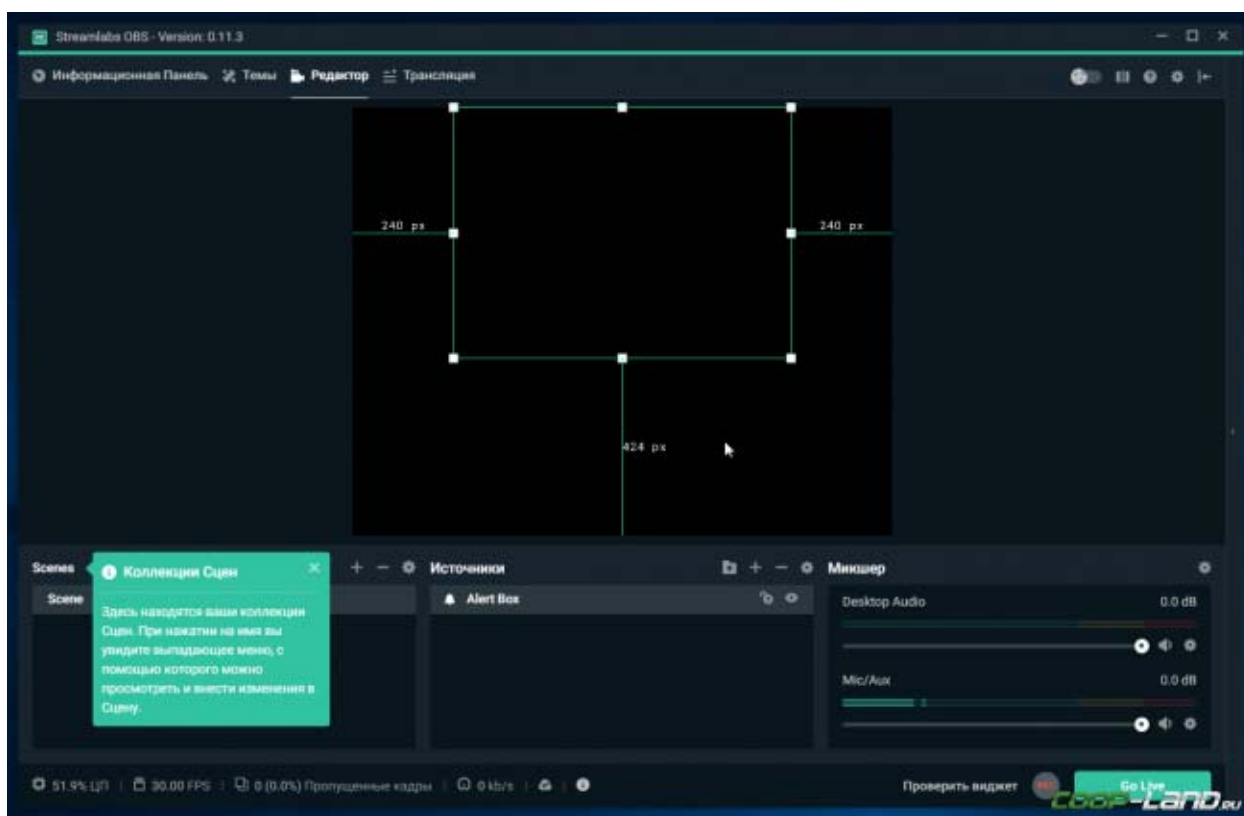 Streamlabs OBS - Version: 0.11.3
Информационная Панель Темы Редактор Трансляция
240 px 240 px
424 px
Scenes Источники Микшер
Коллекции Сцен
Scene
Здесь находятся ваши коллекции
Сцен. При нажатии на имя вы
увидите выпадающее меню, с
помощью которого можно
просмотреть и внести изменения в
Сцену.
Alert Box
Desktop Audio 0.0 dB
Mic/Aux 0.0 dB
51.9% ЦП 30.00 FPS 0 (0.0%) Пропущенные кадры 0 kb/s Проверить виджет REC Go Live
COOP-LAND.RU